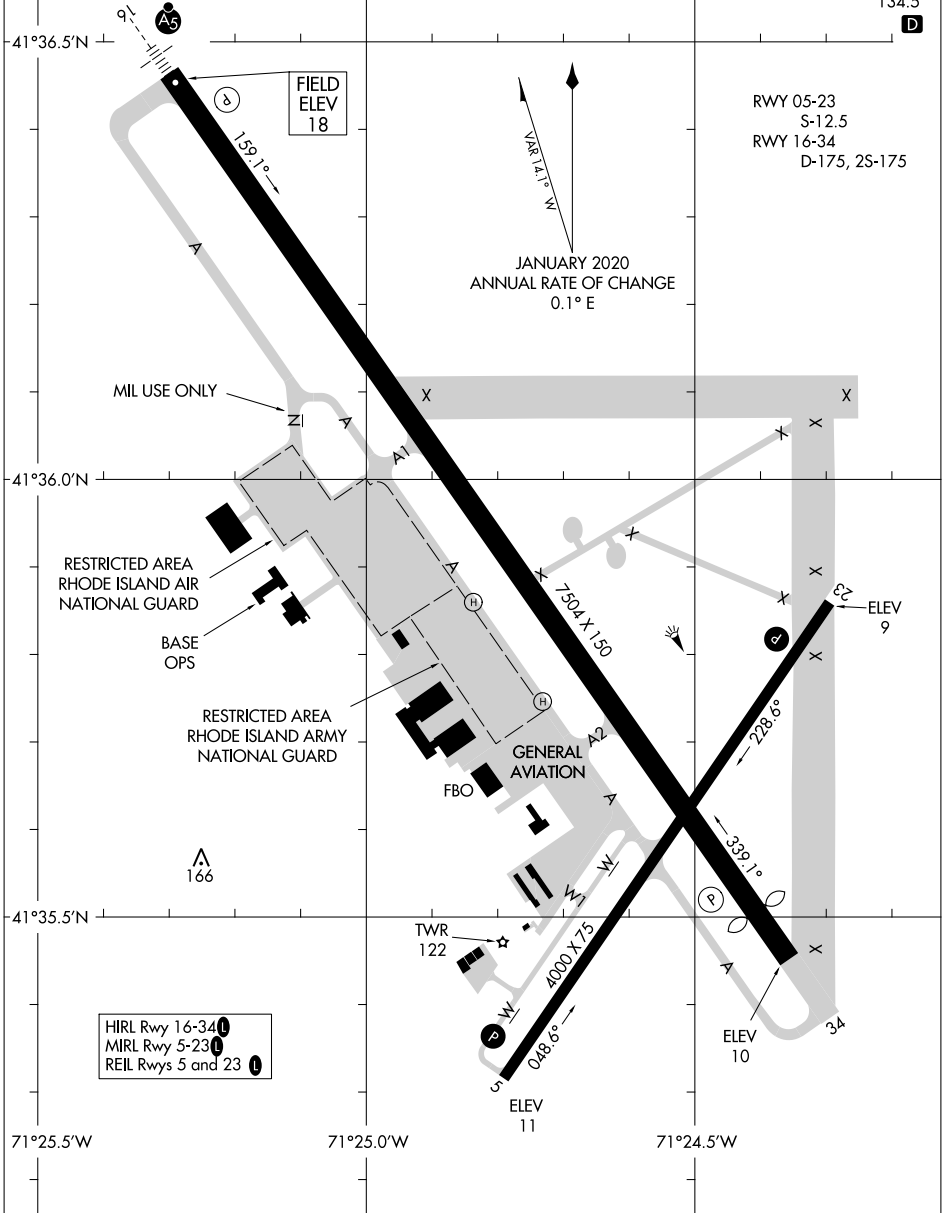 134.5
D
16
A5
41°36.5'N
FIELD
ELEV
18
P
159.1°
VAR 14.1° W
RWY 05-23
S-12.5
RWY 16-34
D-175, 2S-175
JANUARY 2020
ANNUAL RATE OF CHANGE
0.1° E
A
MIL USE ONLY
N
A
A1
X
X
X
X
41°36.0'N
RESTRICTED AREA
RHODE ISLAND AIR
NATIONAL GUARD
BASE
OPS
A
H
X
X
X
X
7504 X 150
23
ELEV
9
P
X
RESTRICTED AREA
RHODE ISLAND ARMY
NATIONAL GUARD
H
228.6°
A2
GENERAL
AVIATION
FBO
A
339.1°
166
W
W1
P
41°35.5'N
TWR
122
4000 X 75
A
X
W
P
048.6°
34
ELEV
10
HIRL Rwy 16-34 L
MIRL Rwy 5-23 L
REIL Rwys 5 and 23 L
5
ELEV
11
71°25.5'W
71°25.0'W
71°24.5'W